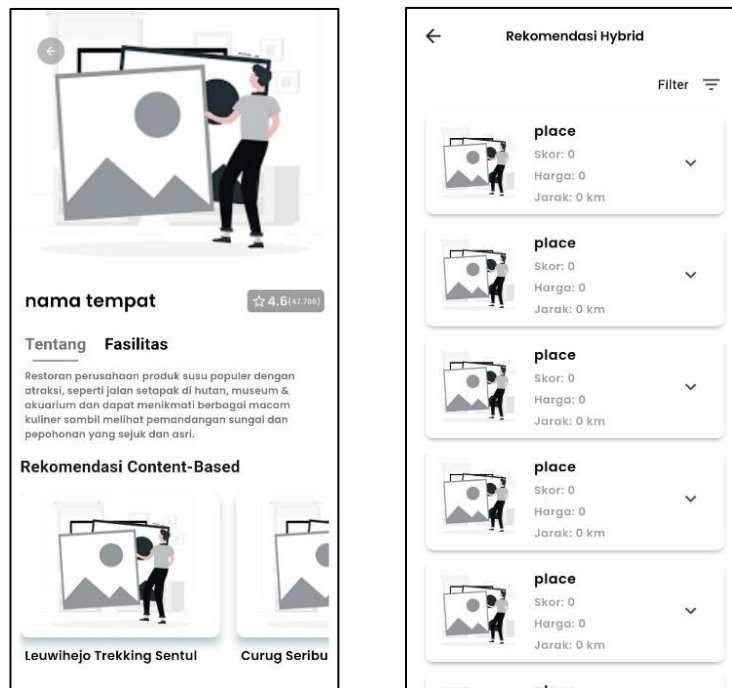 nama tempat
4.6(47.706)
Tentang Fasilitas
Restoran perusahaan produk susu populer dengan
atraksi, seperti jalan setapak di hutan, museum &
akuarium dan dapat menikmati berbagai macam
kuliner sambil melihat pemandangan sungai dan
pepohonan yang sejuk dan asri.
Rekomendasi Content-Based
Leuwihejo Trekking Sentul
Curug Seribu
Rekomendasi Hybrid
Filter
place
Skor: 0
Harga: 0
Jarak: 0 km
place
Skor: 0
Harga: 0
Jarak: 0 km
place
Skor: 0
Harga: 0
Jarak: 0 km
place
Skor: 0
Harga: 0
Jarak: 0 km
place
Skor: 0
Harga: 0
Jarak: 0 km